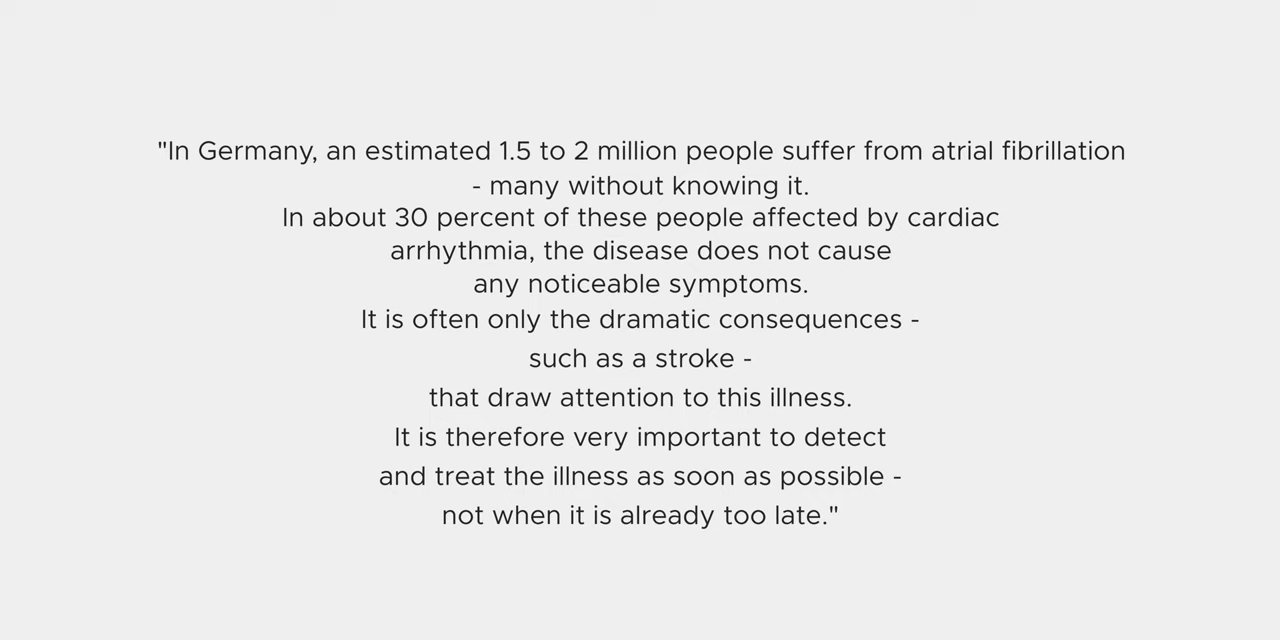 "In Germany, an estimated 1.5 to 2 million people suffer from atrial fibrillation
- many without knowing it.
In about 30 percent of these people affected by cardiac
arrhythmia, the disease does not cause
any noticeable symptoms.
It is often only the dramatic consequences -
such as a stroke -
that draw attention to this illness.
It is therefore very important to detect
and treat the illness as soon as possible -
not when it is already too late."